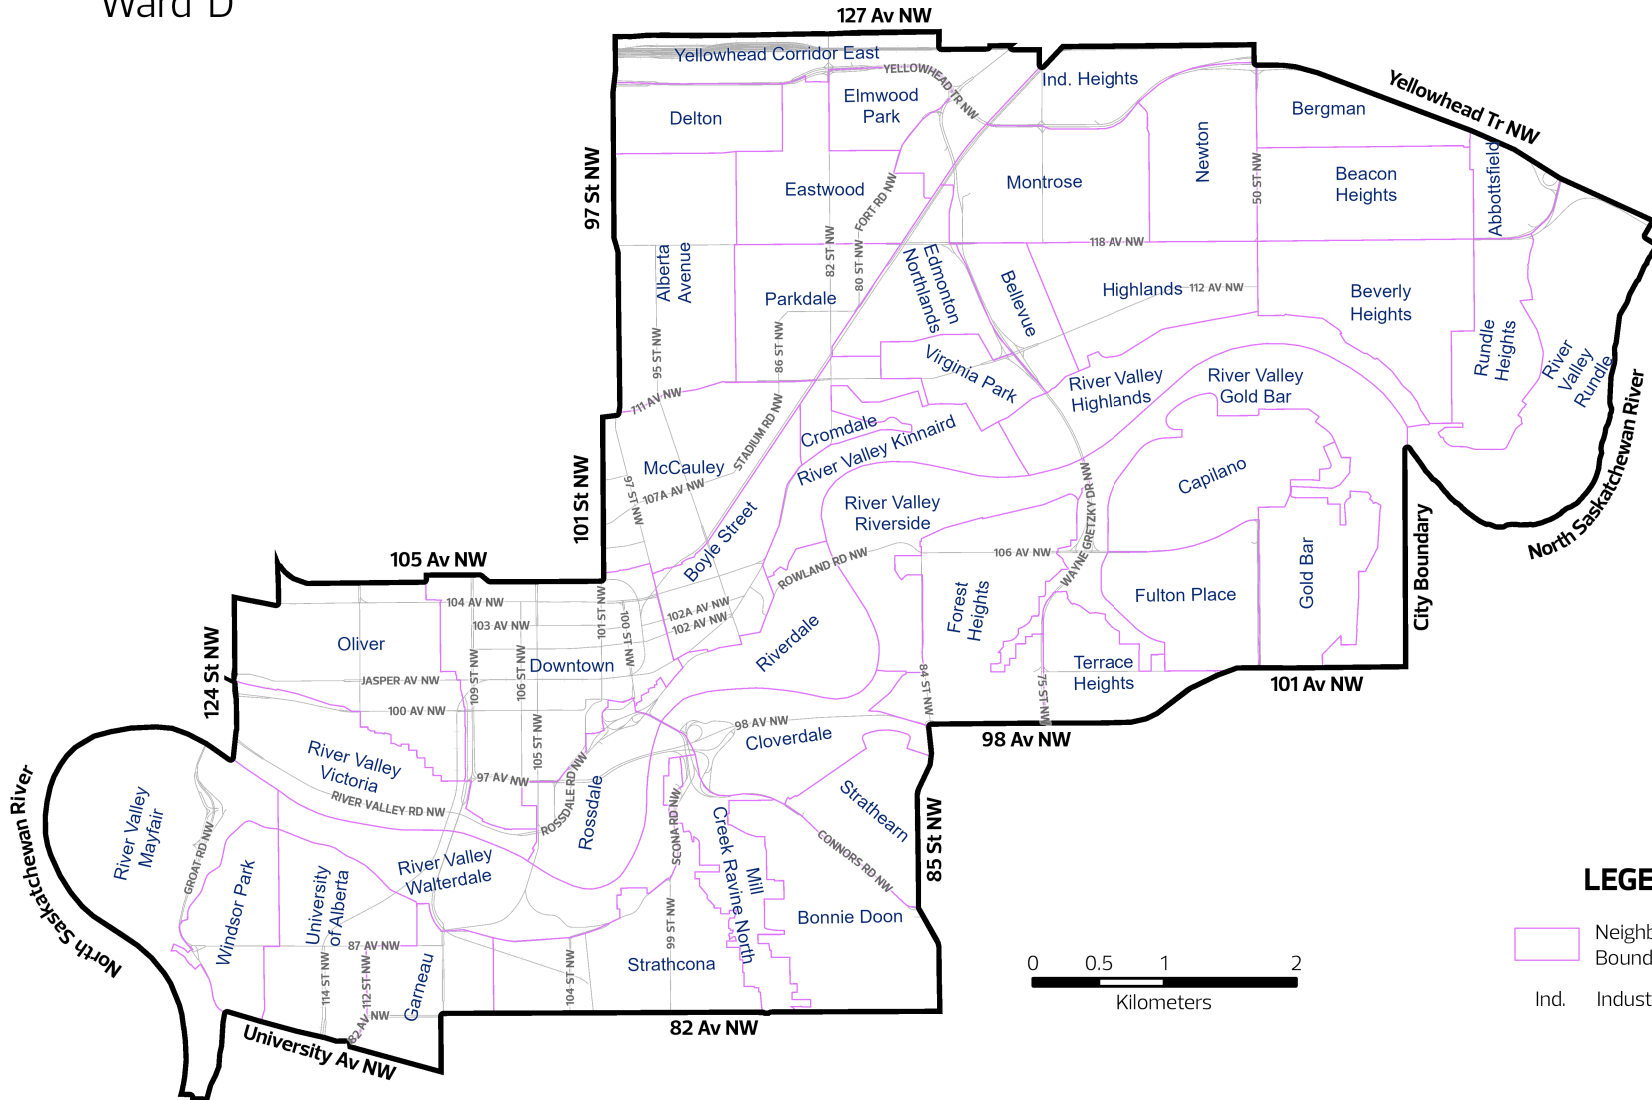 Ward D
127 Av NW
Yellowhead Corridor East
YELLOWHEAD TR NW
Ind. Heights
Yellowhead Tr NW
Delton
Elmwood
Park
Bergman
Newton
Montrose
Eastwood
FORT RD NW
50 ST NW
Beacon
Heights
Abbottsfield
97 St NW
118 AV NW
82 ST NW
80 ST NW
Alberta
Avenue
Parkdale
Edmonton
Northlands
Bellevue
Highlands
112 AV NW
Beverly
Heights
Rundle
Heights
River
Valley
Rundle
95 ST NW
86 ST NW
Virginia Park
River Valley
Highlands
River Valley
Gold Bar
111 AV NW
STADIUM RD NW
Cromdale
River Valley Kinnaird
North Saskatchewan River
McCauley
107A AV NW
97 ST NW
101 St NW
Boyle Street
River Valley
Riverside
Capilano
WAYNE GRETZKY DR NW
105 Av NW
ROWLAND RD NW
106 AV NW
City Boundary
Gold Bar
Forest
Heights
Fulton Place
104 AV NW
103 AV NW
102A AV NW
102 AV NW
101 ST NW
100 ST NW
Oliver
Downtown
Riverdale
124 St NW
JASPER AV NW
109 ST NW
106 ST NW
84 ST NW
75 ST NW
Terrace
Heights
101 Av NW
100 AV NW
105 ST NW
98 AV NW
Cloverdale
98 Av NW
River Valley
Victoria
97 AV NW
ROSSDALE RD NW
Rossdale
RIVER VALLEY RD NW
North Saskatchewan River
River Valley
Mayfair
GROAT RD NW
SCONA RD NW
Strathearn
CONNORS RD NW
85 St NW
Windsor Park
University
of Alberta
River Valley
Walterdale
Mill
Creek Ravine North
Bonnie Doon
87 AV NW
99 ST NW
Strathcona
114 ST NW
112 ST NW
Garneau
104 ST NW
82 AV NW
University Av NW
82 Av NW
0 0.5 1 2
Kilometers
LEGE
Neighb
Bound
Ind. Indust